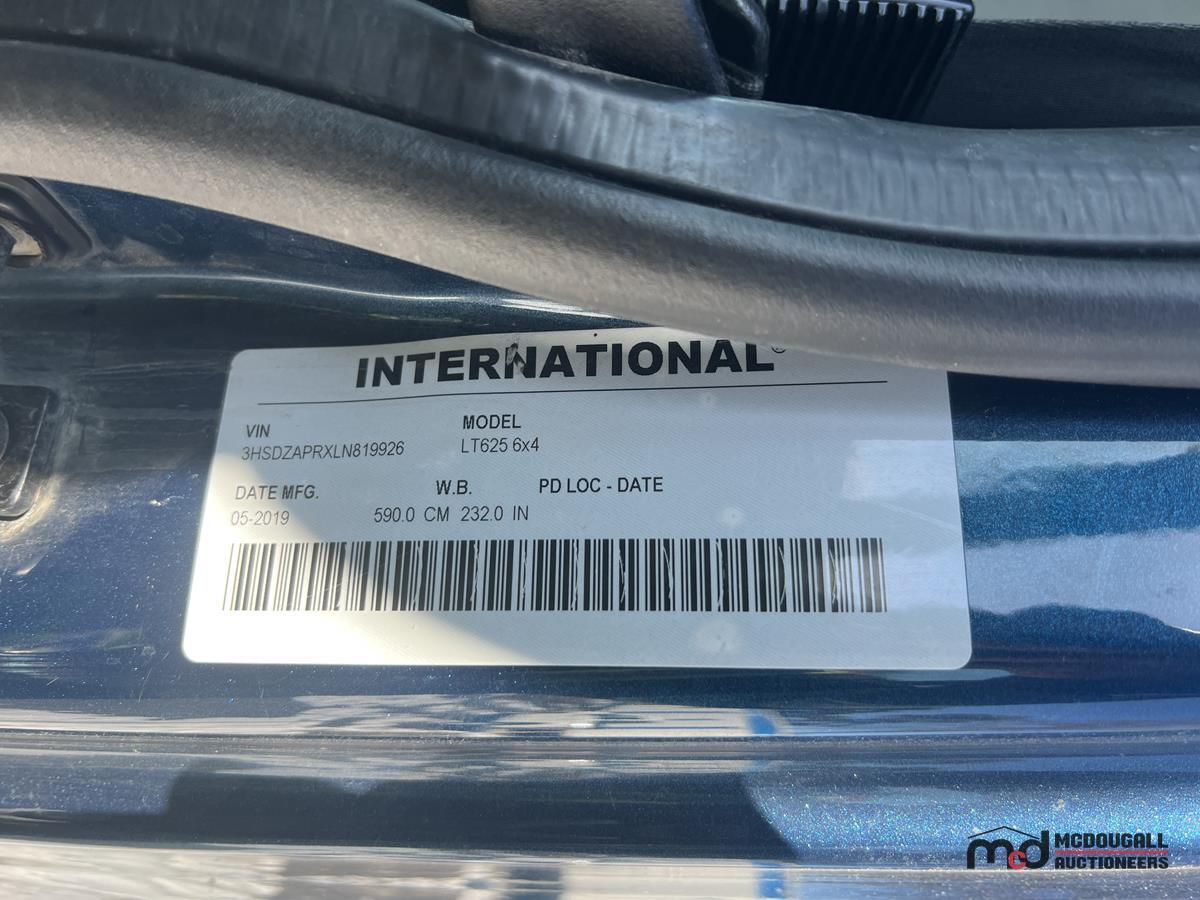 INTERNATIONAL®
VIN
MODEL
3HSDZAPRXLN819926
LT625 6x4
DATE MFG.
W.B.
PD LOC - DATE
05-2019
590.0 CM 232.0 IN
mcd MCDOUGALL
AUCTIONEERS